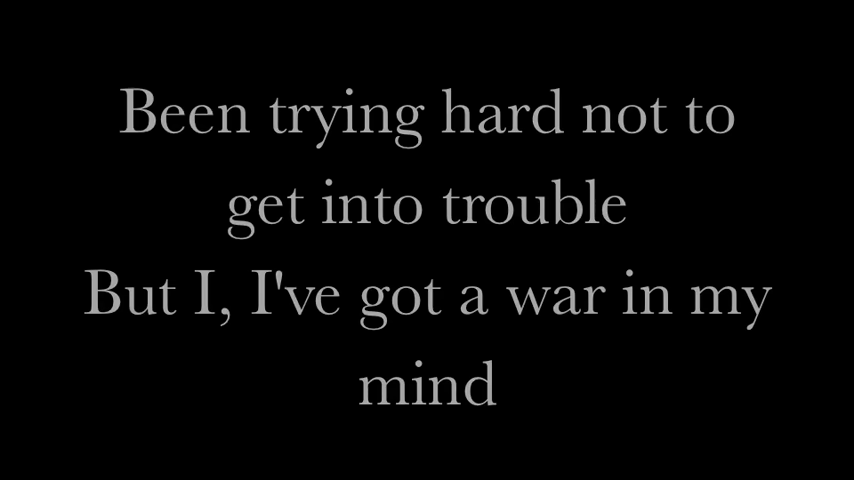 Been trying hard not to
get into trouble
But I, I've got a war in my
mind